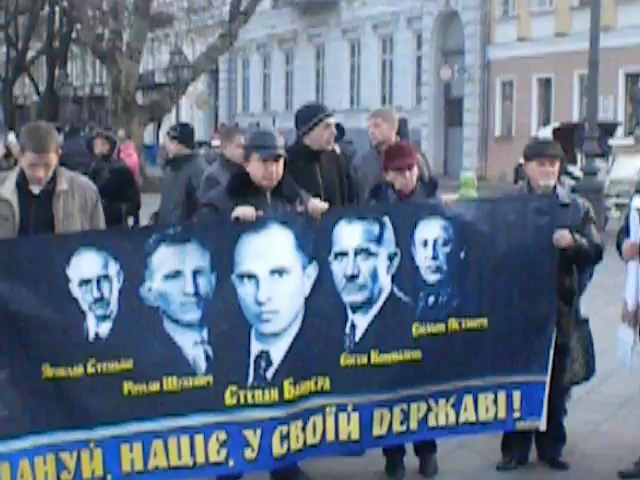 Ярослав Стецько
Роман Шухевич
Степан Бандера
Євген Коновалець
Симон Петлюра
ПАНУЙ, НАЦІЄ, У СВОЇЙ ДЕРЖАВІ!